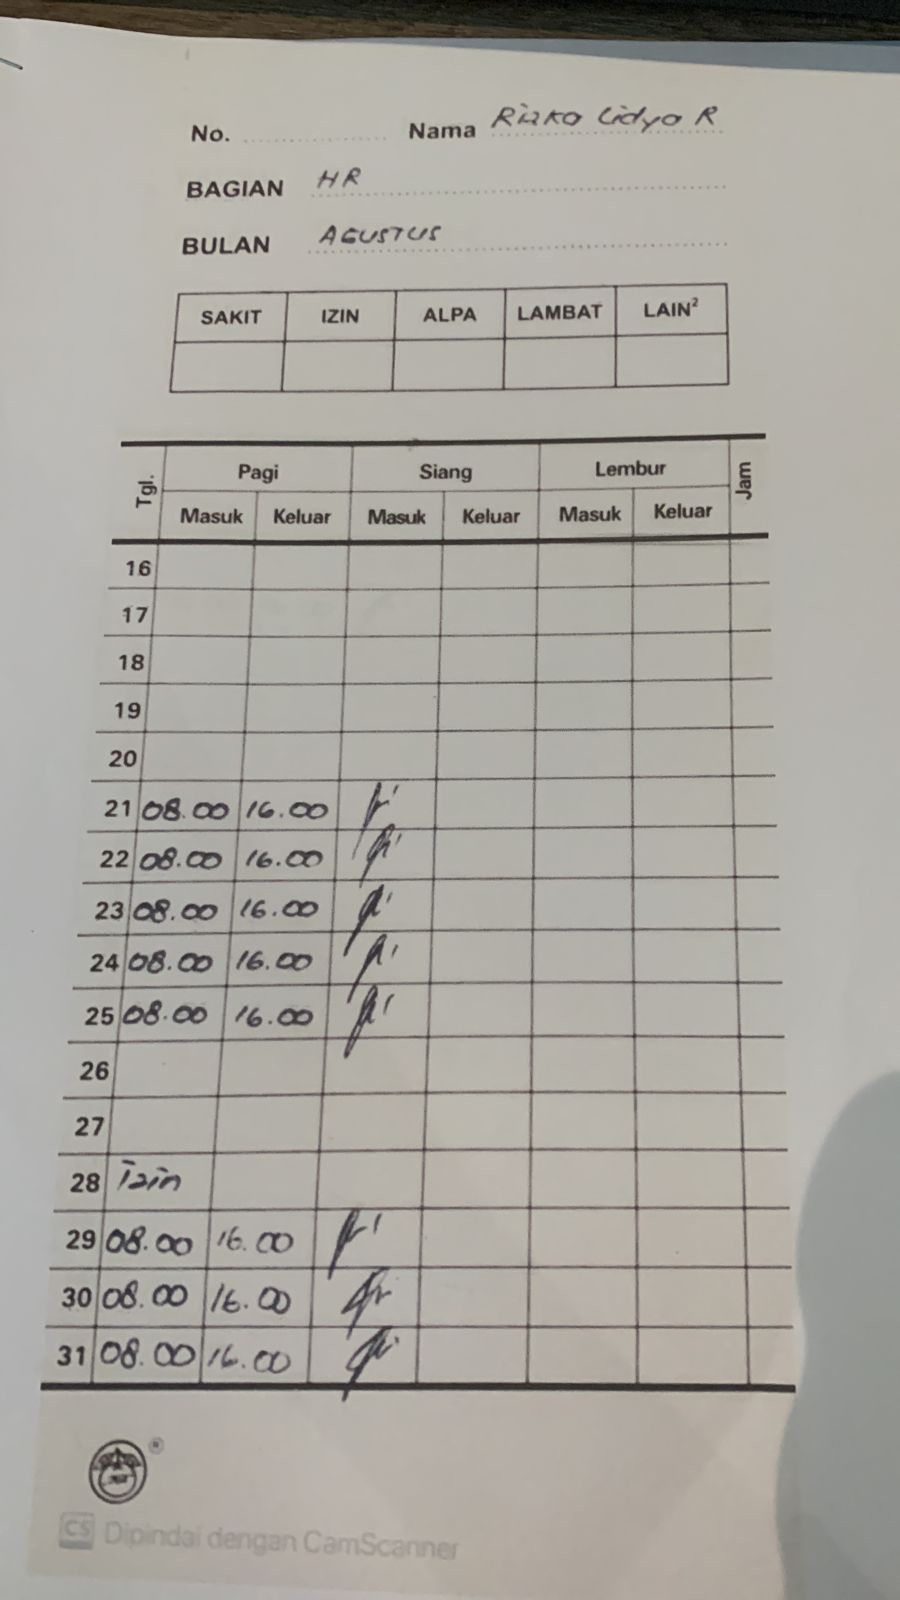 No. Nama Rizka Lidya R
BAGIAN HR
BULAN AGUSTUS
SAKIT IZIN ALPA LAMBAT LAIN²
Tgl. Pagi Siang Lembur Jam
Masuk Keluar Masuk Keluar Masuk Keluar
16
17
18
19
20
21 08.00 16.00
22 08.00 16.00
23 08.00 16.00
24 08.00 16.00
25 08.00 16.00
26
27
28 Izin
29 08.00 16.00
30 08.00 16.00
31 08.00 16.00
®
CS Dipindai dengan CamScanner